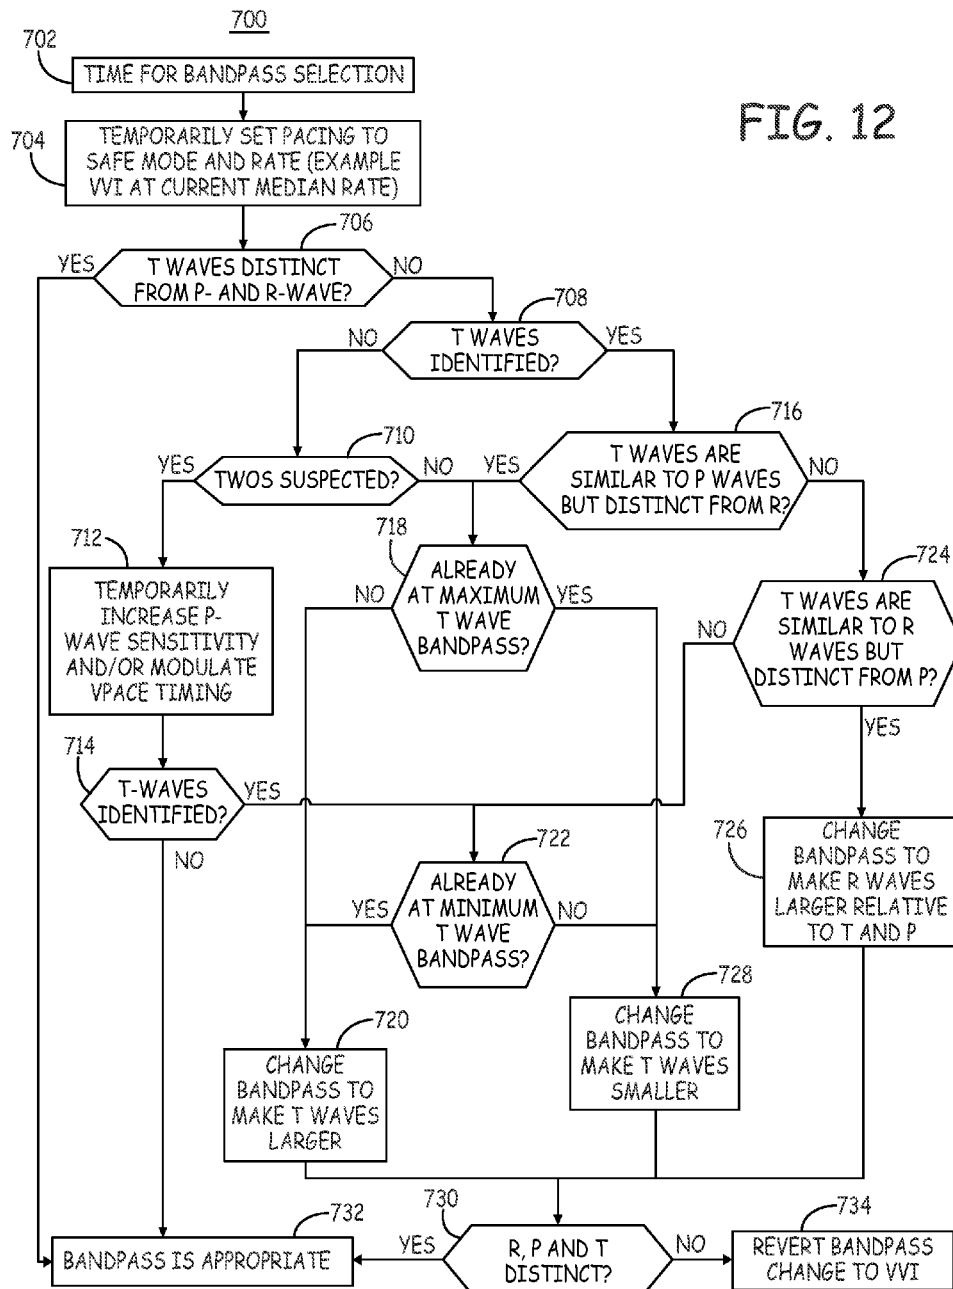 700
702
TIME FOR BANDPASS SELECTION
FIG. 12
704
TEMPORARILY SET PACING TO
SAFE MODE AND RATE (EXAMPLE
VVI AT CURRENT MEDIAN RATE)
706
YES
T WAVES DISTINCT
FROM P- AND R-WAVE?
NO
708
NO
T WAVES
IDENTIFIED?
YES
710
YES
TWOS SUSPECTED?
NO
716
YES
T WAVES ARE
SIMILAR TO P WAVES
BUT DISTINCT FROM R?
NO
712
TEMPORARILY
INCREASE P-
WAVE SENSITIVITY
AND/OR MODULATE
VPACE TIMING
718
NO
ALREADY
AT MAXIMUM
T WAVE
BANDPASS?
YES
724
NO
T WAVES ARE
SIMILAR TO R
WAVES BUT
DISTINCT FROM P?
YES
714
T-WAVES
IDENTIFIED?
YES
NO
722
YES
ALREADY
AT MINIMUM
T WAVE
BANDPASS?
NO
726
CHANGE
BANDPASS TO
MAKE R WAVES
LARGER RELATIVE
TO T AND P
720
CHANGE
BANDPASS TO
MAKE T WAVES
LARGER
728
CHANGE
BANDPASS TO
MAKE T WAVES
SMALLER
732
BANDPASS IS APPROPRIATE
730
YES
R, P AND T
DISTINCT?
NO
734
REVERT BANDPASS
CHANGE TO VVI